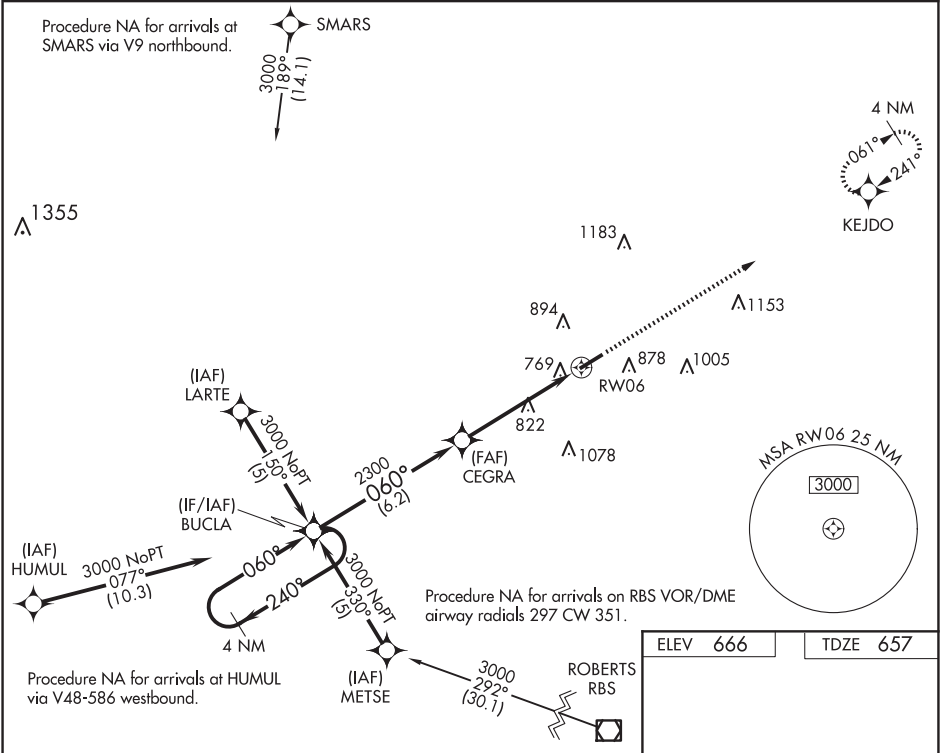 Procedure NA for arrivals at
SMARS via V9 northbound.
SMARS
3000
189°
(14.1)
4 NM
061°
241°
KEJDO
1355
1183
1153
894
769
878
1005
RW06
822
1078
(IAF)
LARTE
3000 NoPT
150°
(5)
(FAF)
CEGRA
2300
060°
(6.2)
MSA RW06 25 NM
3000
(IF/IAF)
BUCLA
(IAF)
HUMUL
3000 NoPT
077°
(10.3)
060°
240°
4 NM
3000 NoPT
330°
(5)
Procedure NA for arrivals on RBS VOR/DME
airway radials 297 CW 351.
(IAF)
METSE
3000
292°
(30.1)
ROBERTS
RBS
Procedure NA for arrivals at HUMUL
via V48-586 westbound.
ELEV 666
TDZE 657